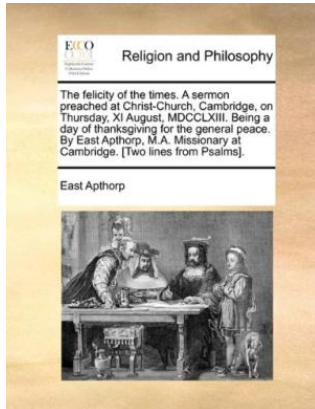 ECCO
Religion and Philosophy
The felicity of the times. A sermon
preached at Christ-Church, Cambridge, on
Thursday, XI August, MDCCLXIII. Being a
day of thanksgiving for the general peace.
By East Apthorp, M.A. Missionary at
Cambridge. [Two lines from Psalms].
East Apthorp